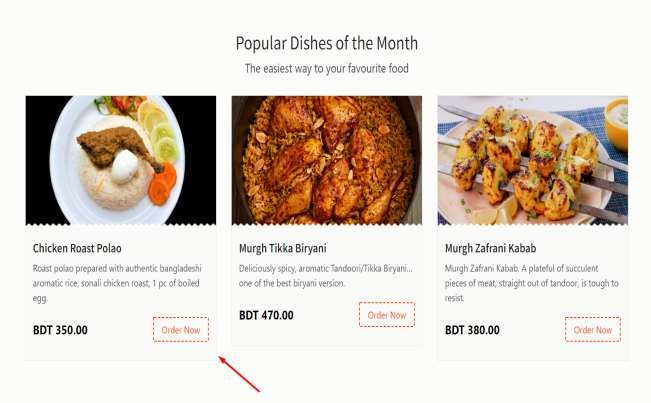 Popular Dishes of the Month
The easiest way to your favourite food
Chicken Roast Polao
Roast polao prepared with authentic bangladeshi
aromatic rice, sonali chicken roast, 1 pc of boiled
egg.
BDT 350.00
Order Now
Murgh Tikka Biryani
Deliciously spicy, aromatic Tandoori/Tikka Biryani...
one of the best biryani version.
BDT 470.00
Order Now
Murgh Zafrani Kabab
Murgh Zafrani Kabab. A plateful of succulent
pieces of meat, straight out of tandoor, is tough to
resist.
BDT 380.00
Order Now